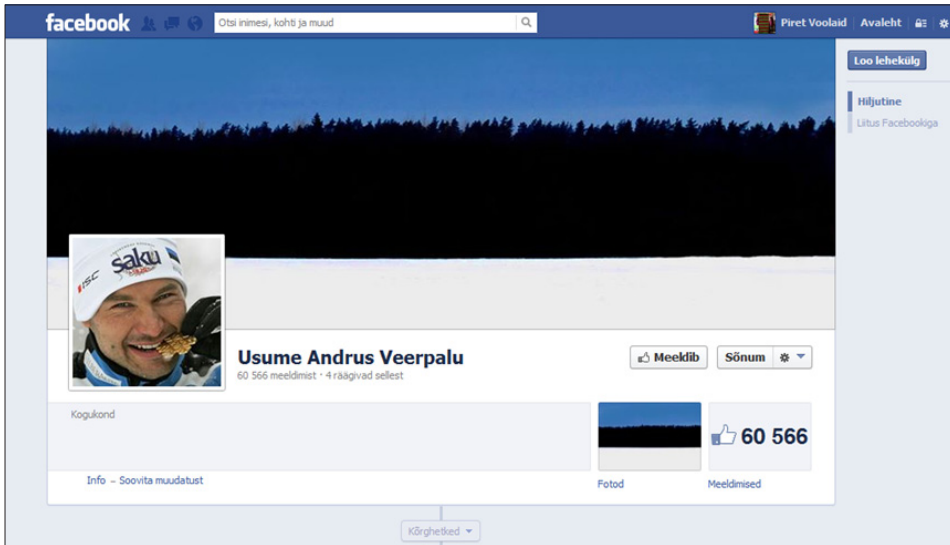 facebook
Otsi inimesi, kohti ja muud
Piret Voolaid
Avaleht
Loo lehekülg
Hiljutine
Liitus Facebookiga
saku
ISC
Usume Andrus Veerpalu
60 566 meeldimist · 4 räägivad sellest
Meeldib
Sõnum
Kogukond
60 566
Info – Soovita muudatust
Fotod
Meeldimised
Kõrghetked